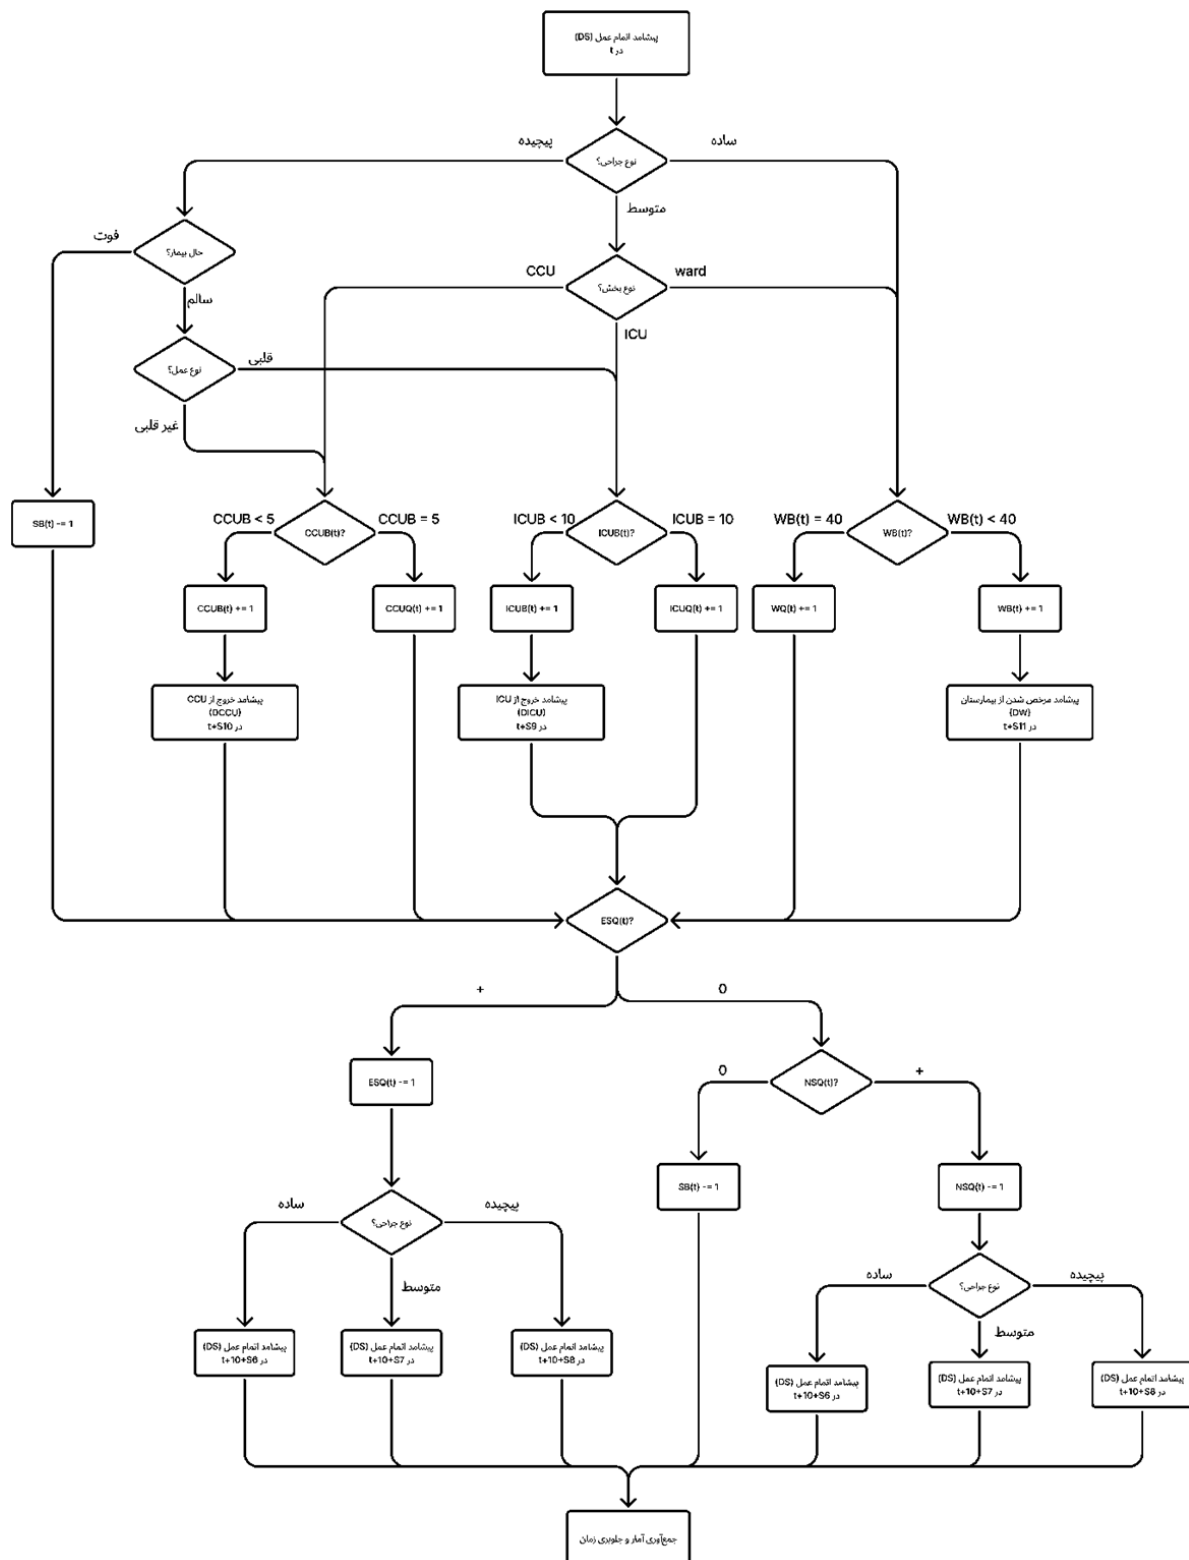 پیشامد اتمام عمل (DS)
در t
نوع جراحی؟
پیچیده
ساده
متوسط
حال بیمار؟
فوت
سالم
نوع بخش؟
CCU
ward
ICU
نوع عمل؟
قلبی
غیر قلبی
SB(t) -= 1
CCUB(t)?
CCUB < 5
CCUB = 5
ICUB(t)?
ICUB < 10
ICUB = 10
WB(t)?
WB(t) = 40
WB(t) < 40
CCUB(t) += 1
CCUQ(t) += 1
ICUB(t) += 1
ICUQ(t) += 1
WQ(t) += 1
WB(t) += 1
پیشامد خروج از CCU
(DCCU)
در t+S10
پیشامد خروج از ICU
(DICU)
در t+S9
پیشامد مرخص شدن از بیمارستان
(DW)
در t+S11
ESQ(t)?
+
0
ESQ(t) -= 1
NSQ(t)?
0
+
SB(t) -= 1
NSQ(t) -= 1
نوع جراحی؟
ساده
پیچیده
متوسط
نوع جراحی؟
ساده
پیچیده
متوسط
پیشامد اتمام عمل (DS)
در t+10+S6
پیشامد اتمام عمل (DS)
در t+10+S7
پیشامد اتمام عمل (DS)
در t+10+S8
پیشامد اتمام عمل (DS)
در t+10+S6
پیشامد اتمام عمل (DS)
در t+10+S7
پیشامد اتمام عمل (DS)
در t+10+S8
جمع‌آوری آمار و جلوبری زمان